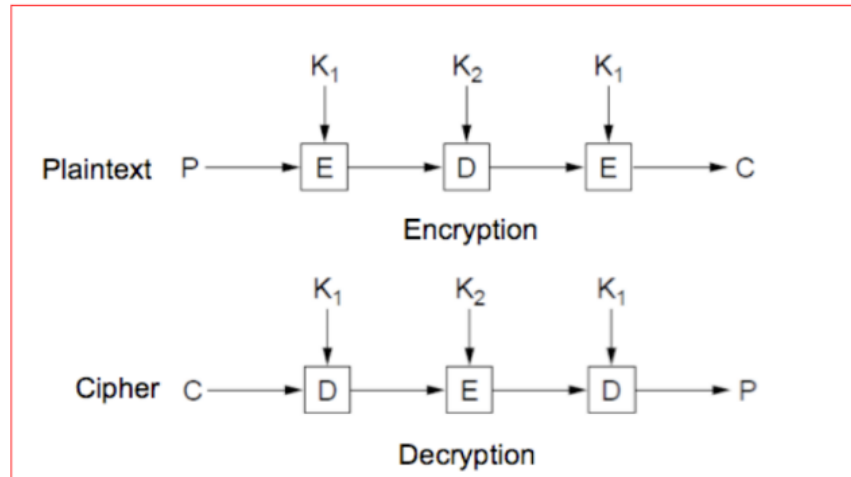 K₁ K₂ K₁
Plaintext P E D E C
Encryption
K₁ K₂ K₁
Cipher C D E D P
Decryption